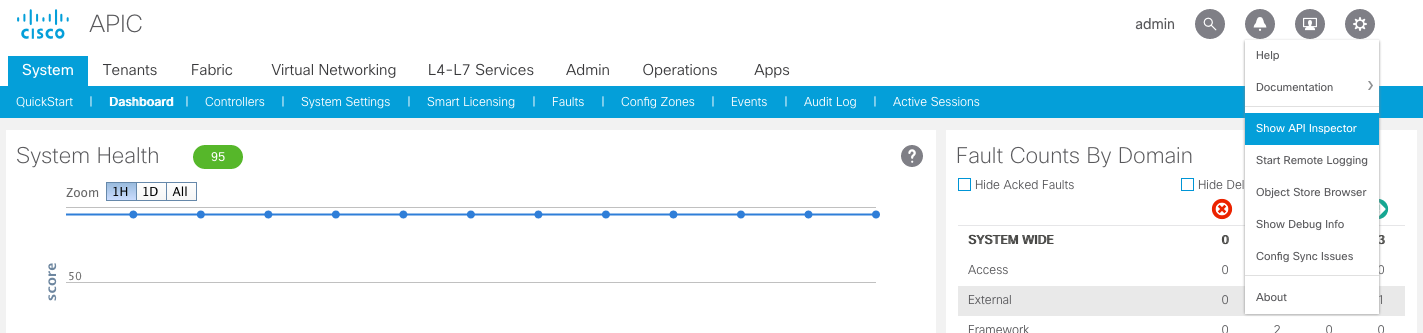 CISCO APIC admin
System Tenants Fabric Virtual Networking L4-L7 Services Admin Operations Apps
QuickStart | Dashboard | Controllers | System Settings | Smart Licensing | Faults | Config Zones | Events | Audit Log | Active Sessions
Help
Documentation
Show API Inspector
Start Remote Logging
Object Store Browser
Show Debug Info
Config Sync Issues
About
System Health 95 ?
Zoom 1H 1D All
score
50
Fault Counts By Domain
Hide Acked Faults Hide Del
SYSTEM WIDE 0 3
Access 0 0
External 0 1
Framework 0 2 0 0